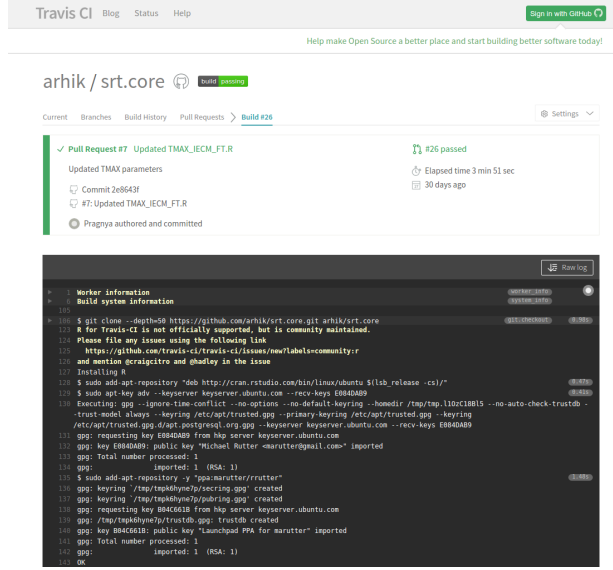 Travis CI Blog Status Help Sign in with GitHub
Help make Open Source a better place and start building better software today!
arhik / srt.core build passing
Current Branches Build History Pull Requests Build #26 Settings
Pull Request #7 Updated TMAX_IECM_FT.R #26 passed
Updated TMAX parameters Elapsed time 3 min 51 sec
30 days ago
Commit 2e8643f
#7: Updated TMAX_IECM_FT.R
Pragnya authored and committed
Raw log
1 Worker information worker_info
6 Build system information system_info
105
106 $ git clone --depth=50 https://github.com/arhik/srt.core.git arhik/srt.core git.checkout 0.98s
123 R for Travis-CI is not officially supported, but is community maintained.
124 Please file any issues using the following link
125 https://github.com/travis-ci/travis-ci/issues/new?labels=community:r
126 and mention @craigcitro and @hadley in the issue
127 Installing R
128 $ sudo add-apt-repository "deb http://cran.rstudio.com/bin/linux/ubuntu $(lsb_release -cs)/" 0.47s
129 $ sudo apt-key adv --keyserver keyserver.ubuntu.com --recv-keys E084DAB9 0.41s
130 Executing: gpg --ignore-time-conflict --no-options --no-default-keyring --homedir /tmp/tmp.l1OzC18Bl5 --no-auto-check-trustdb -
-trust-model always --keyring /etc/apt/trusted.gpg --primary-keyring /etc/apt/trusted.gpg --keyring
/etc/apt/trusted.gpg.d/apt.postgresql.org.gpg --keyserver keyserver.ubuntu.com --recv-keys E084DAB9
131 gpg: requesting key E084DAB9 from hkp server keyserver.ubuntu.com
132 gpg: key E084DAB9: public key "Michael Rutter <marutter@gmail.com>" imported
133 gpg: Total number processed: 1
134 gpg: imported: 1 (RSA: 1)
135 $ sudo add-apt-repository -y "ppa:marutter/rrutter" 1.40s
136 gpg: keyring `/tmp/tmpk6hyne7p/secring.gpg' created
137 gpg: keyring `/tmp/tmpk6hyne7p/pubring.gpg' created
138 gpg: requesting key B04C661B from hkp server keyserver.ubuntu.com
139 gpg: /tmp/tmpk6hyne7p/trustdb.gpg: trustdb created
140 gpg: key B04C661B: public key "Launchpad PPA for marutter" imported
141 gpg: Total number processed: 1
142 gpg: imported: 1 (RSA: 1)
143 OK